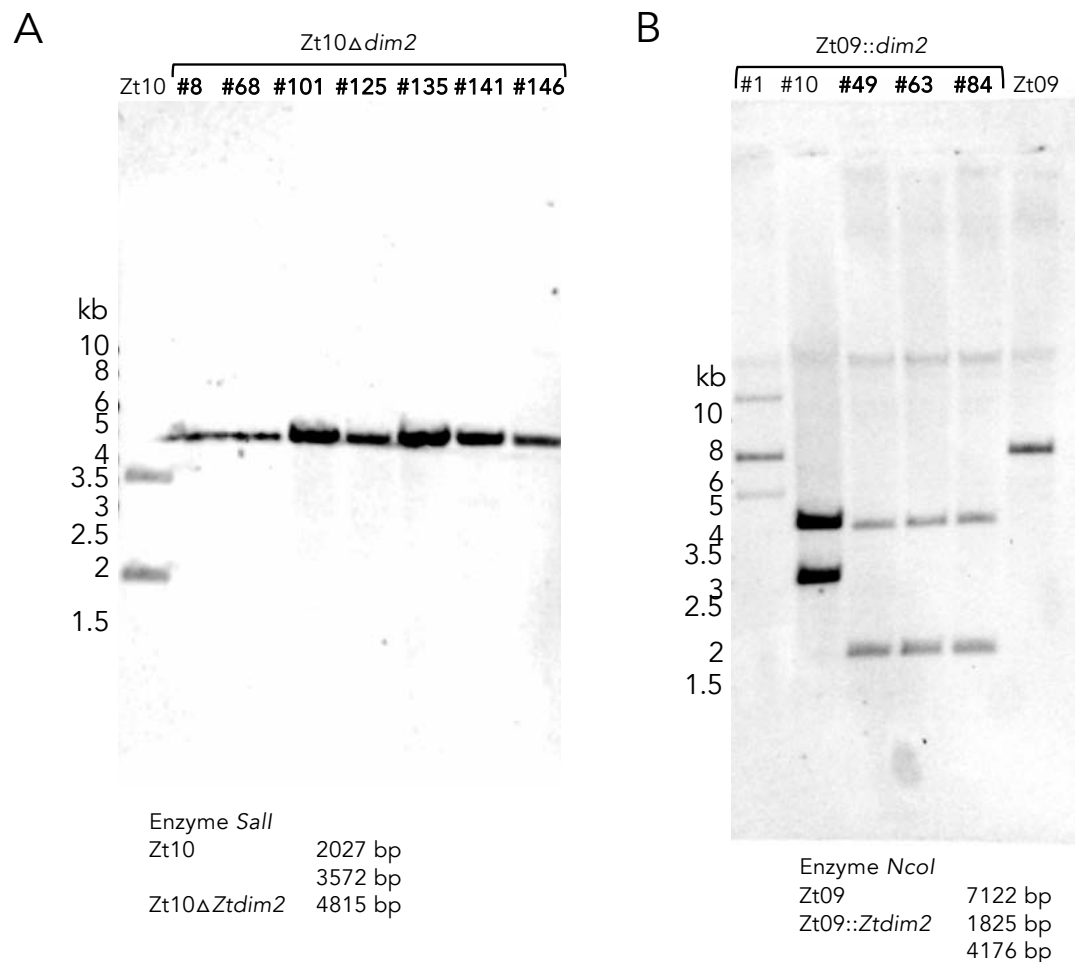 A
Zt10Δdim2
Zt10 #8 #68 #101 #125 #135 #141 #146
kb
10
8
6
5
4
3.5
3
2.5
2
1.5
Enzyme SalI
Zt10 2027 bp
3572 bp
Zt10ΔZtdim2 4815 bp
B
Zt09::dim2
#1 #10 #49 #63 #84 Zt09
kb
10
8
6
5
4
3.5
3
2.5
2
1.5
Enzyme NcoI
Zt09 7122 bp
Zt09::Ztdim2 1825 bp
4176 bp